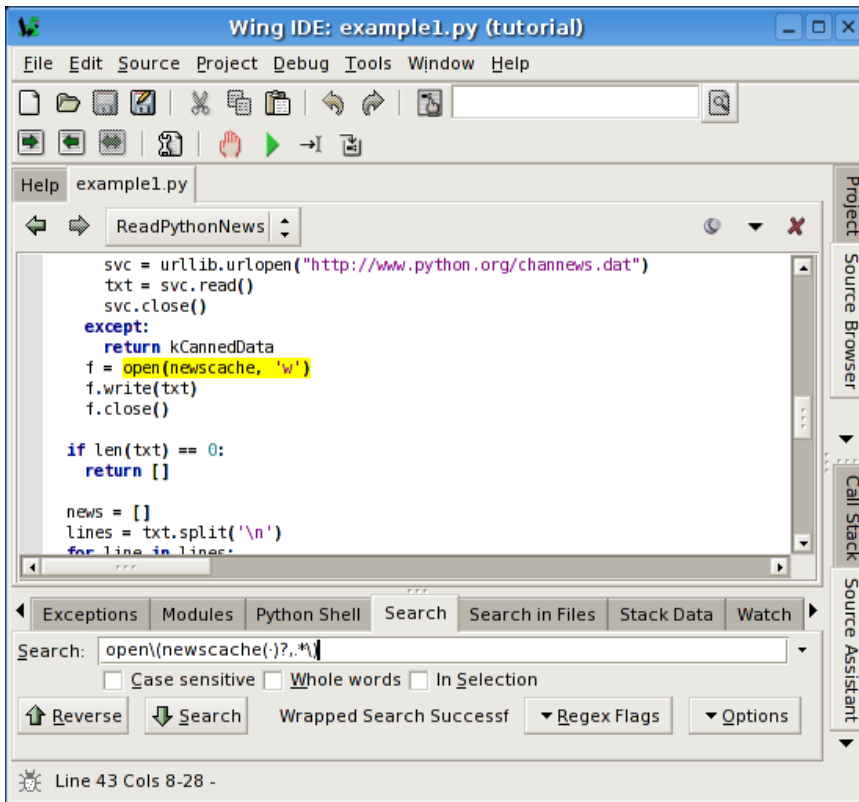 Wing IDE: example1.py (tutorial)
File Edit Source Project Debug Tools Window Help
Help example1.py
ReadPythonNews
svc = urllib.urlopen("http://www.python.org/channews.dat")
txt = svc.read()
svc.close()
except:
return kCannedData
f = open(newscache, 'w')
f.write(txt)
f.close()
if len(txt) == 0:
return []
news = []
lines = txt.split('\n')
for line in lines:
Project
Source Browser
Call Stack
Source Assistant
Exceptions Modules Python Shell Search Search in Files Stack Data Watch
Search: open\(newscache(·)?,.*\)
Case sensitive Whole words In Selection
Reverse Search Wrapped Search Successf Regex Flags Options
Line 43 Cols 8-28 -